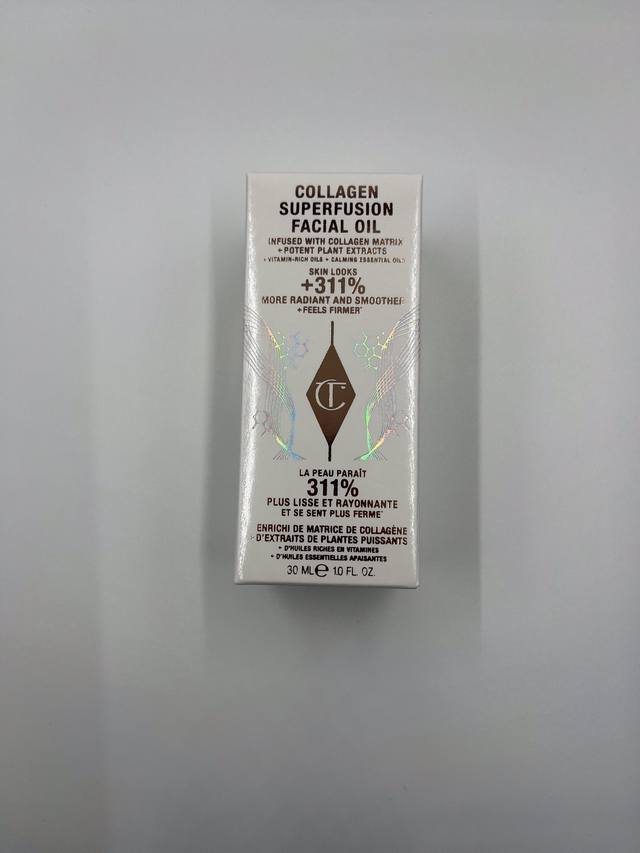 COLLAGEN
SUPERFUSION
FACIAL OIL
INFUSED WITH COLLAGEN MATRIX
+ POTENT PLANT EXTRACTS
+ VITAMIN-RICH OILS + CALMING ESSENTIAL OILS
SKIN LOOKS
+311%
MORE RADIANT AND SMOOTHER
+FEELS FIRMER*
CT
LA PEAU PARAÎT
311%
PLUS LISSE ET RAYONNANTE
ET SE SENT PLUS FERME*
ENRICHI DE MATRICE DE COLLAGÈNE
+ D'EXTRAITS DE PLANTES PUISSANTS
+ D'HUILES RICHES EN VITAMINES
+ D'HUILES ESSENTIELLES APAISANTES
30 ML ℮ 1.0 FL. OZ.